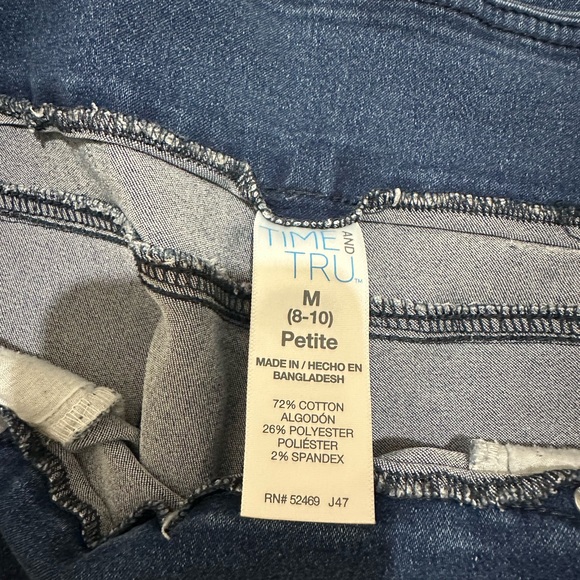 TIME AND
TRU™
M
(8-10)
Petite
MADE IN / HECHO EN
BANGLADESH
72% COTTON
ALGODÓN
26% POLYESTER
POLIÉSTER
2% SPANDEX
RN# 52469 J47